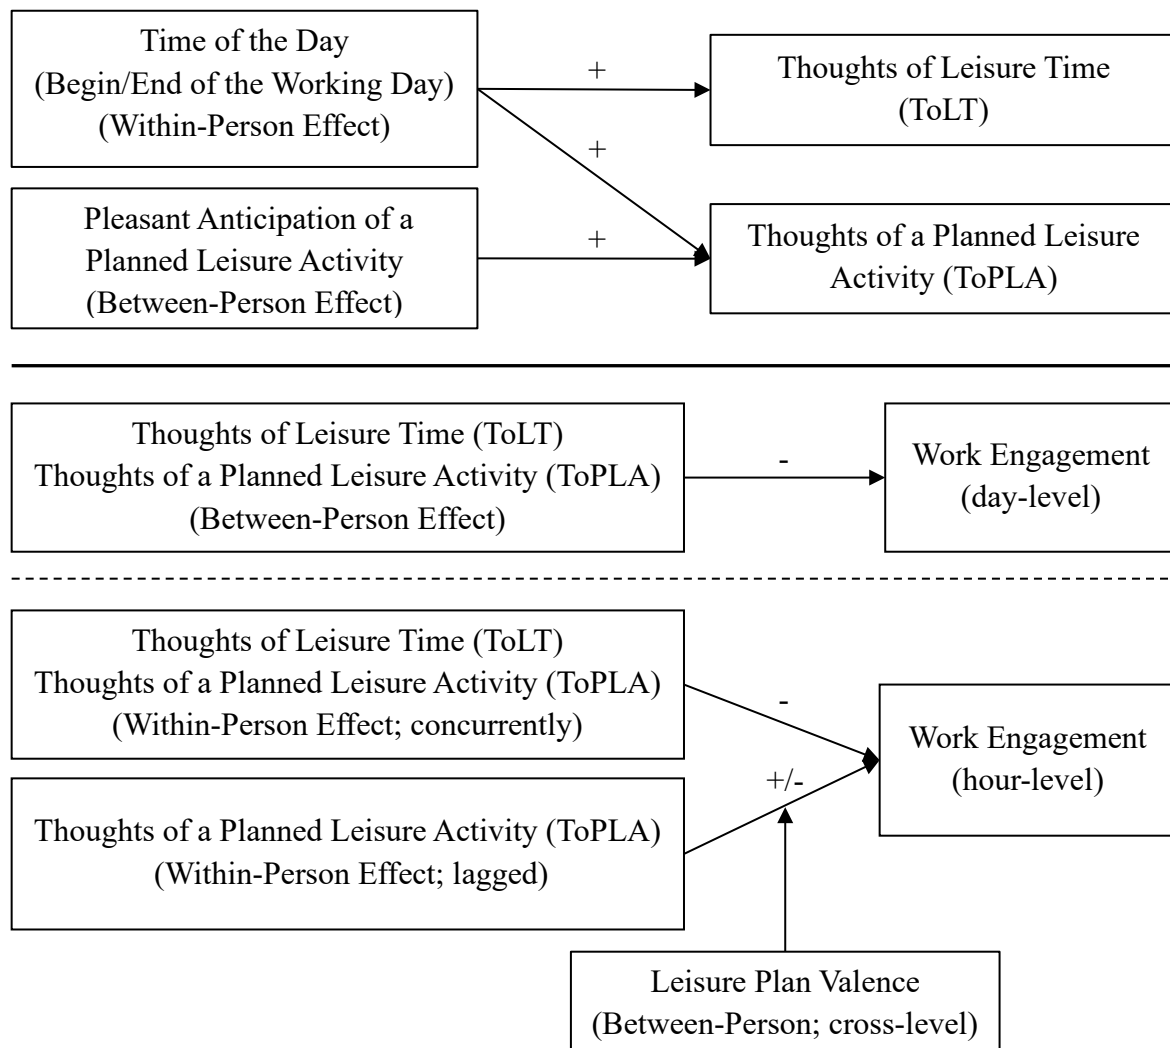 Time of the Day
(Begin/End of the Working Day)
(Within-Person Effect)
+
Thoughts of Leisure Time
(ToLT)
+
Pleasant Anticipation of a
Planned Leisure Activity
(Between-Person Effect)
+
Thoughts of a Planned Leisure
Activity (ToPLA)
Thoughts of Leisure Time (ToLT)
Thoughts of a Planned Leisure Activity (ToPLA)
(Between-Person Effect)
-
Work Engagement
(day-level)
Thoughts of Leisure Time (ToLT)
Thoughts of a Planned Leisure Activity (ToPLA)
(Within-Person Effect; concurrently)
-
Work Engagement
(hour-level)
+/-
Thoughts of a Planned Leisure Activity (ToPLA)
(Within-Person Effect; lagged)
Leisure Plan Valence
(Between-Person; cross-level)